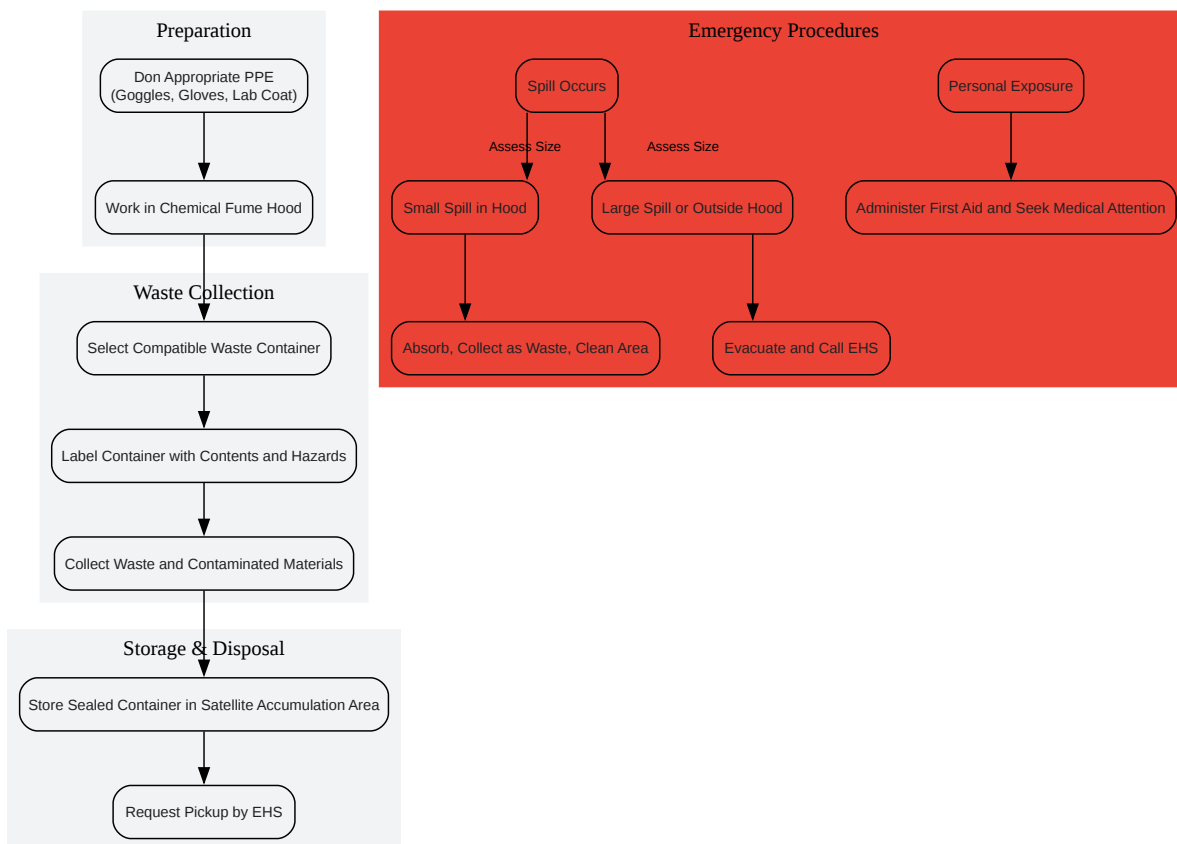 Preparation
Don Appropriate PPE
(Goggles, Gloves, Lab Coat)
Work in Chemical Fume Hood
Waste Collection
Select Compatible Waste Container
Label Container with Contents and Hazards
Collect Waste and Contaminated Materials
Storage & Disposal
Store Sealed Container in Satellite Accumulation Area
Request Pickup by EHS
Emergency Procedures
Spill Occurs
Assess Size
Assess Size
Small Spill in Hood
Large Spill or Outside Hood
Absorb, Collect as Waste, Clean Area
Evacuate and Call EHS
Personal Exposure
Administer First Aid and Seek Medical Attention